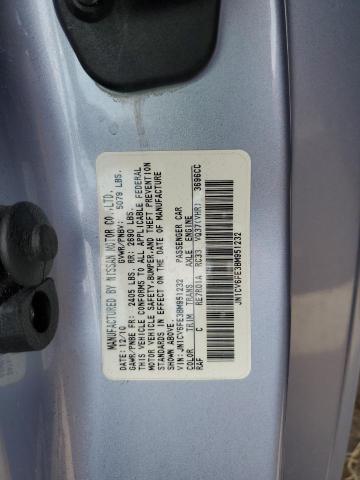 MANUFACTURED BY NISSAN MOTOR CO.,LTD.
DATE: 12/10 GVWR/PNBV: 5079 LBS.
GAWR/PNBE FR: 2405 LBS. RR: 2690 LBS.
THIS VEHICLE CONFORMS TO ALL APPLICABLE FEDERAL
MOTOR VEHICLE SAFETY,BUMPER,AND THEFT PREVENTION
STANDARDS IN EFFECT ON THE DATE OF MANUFACTURE
SHOWN ABOVE.
VIN: JN1CV6FE3BM951232 PASSENGER CAR
COLOR TRIM TRANS AXLE ENGINE
RAF C RE7R01A RC33 VQ37(VHR) 3696CC
JN1CV6FE3BM951232